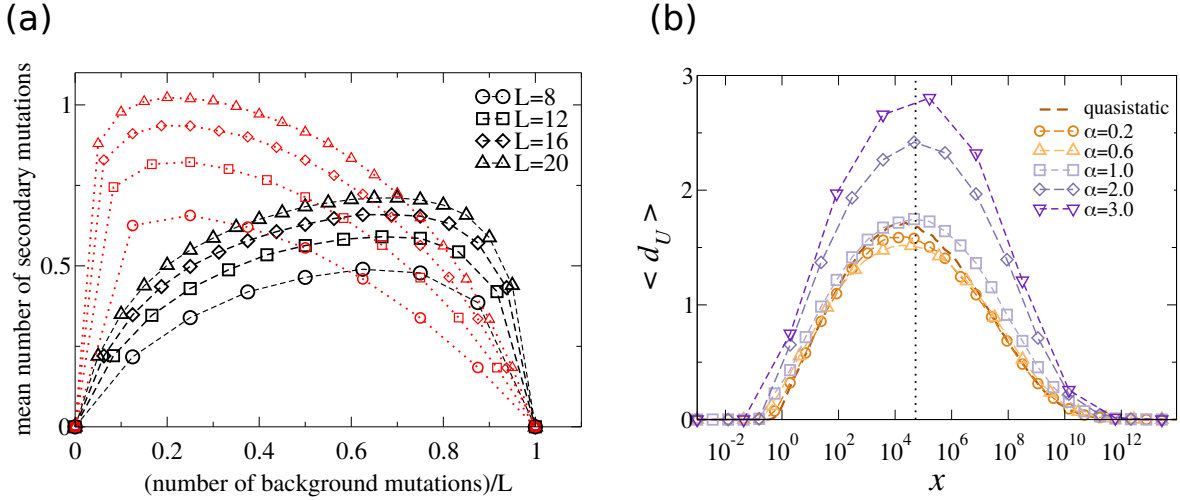 (a)
mean number of secondary mutations
1
0.5
0
0 0.2 0.4 0.6 0.8 1
(number of background mutations)/L
L=8
L=12
L=16
L=20
(b)
< d_U >
3
2
1
0
10^-2 10^0 10^2 10^4 10^6 10^8 10^10 10^12
x
quasistatic
α=0.2
α=0.6
α=1.0
α=2.0
α=3.0